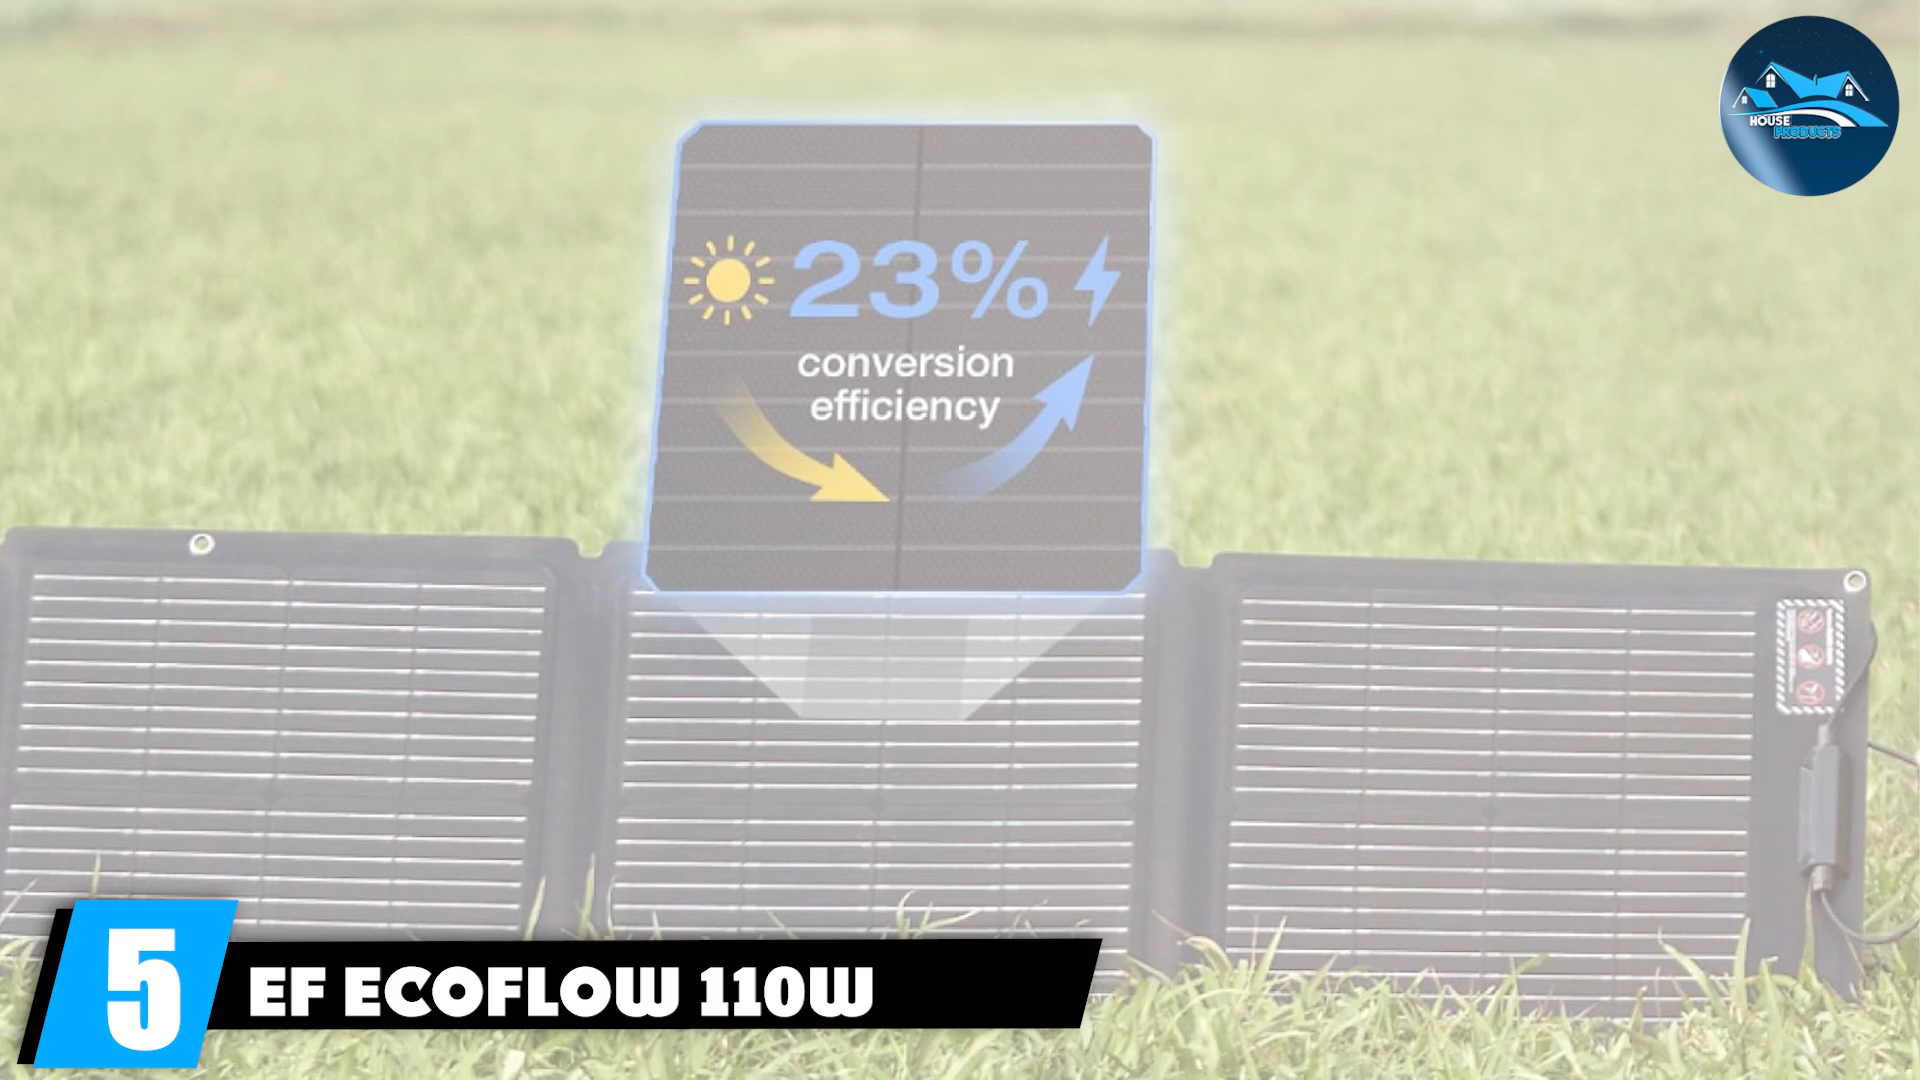 HOUSE
PRODUCTS
23%
conversion
efficiency
5
EF ECOFLOW 110W